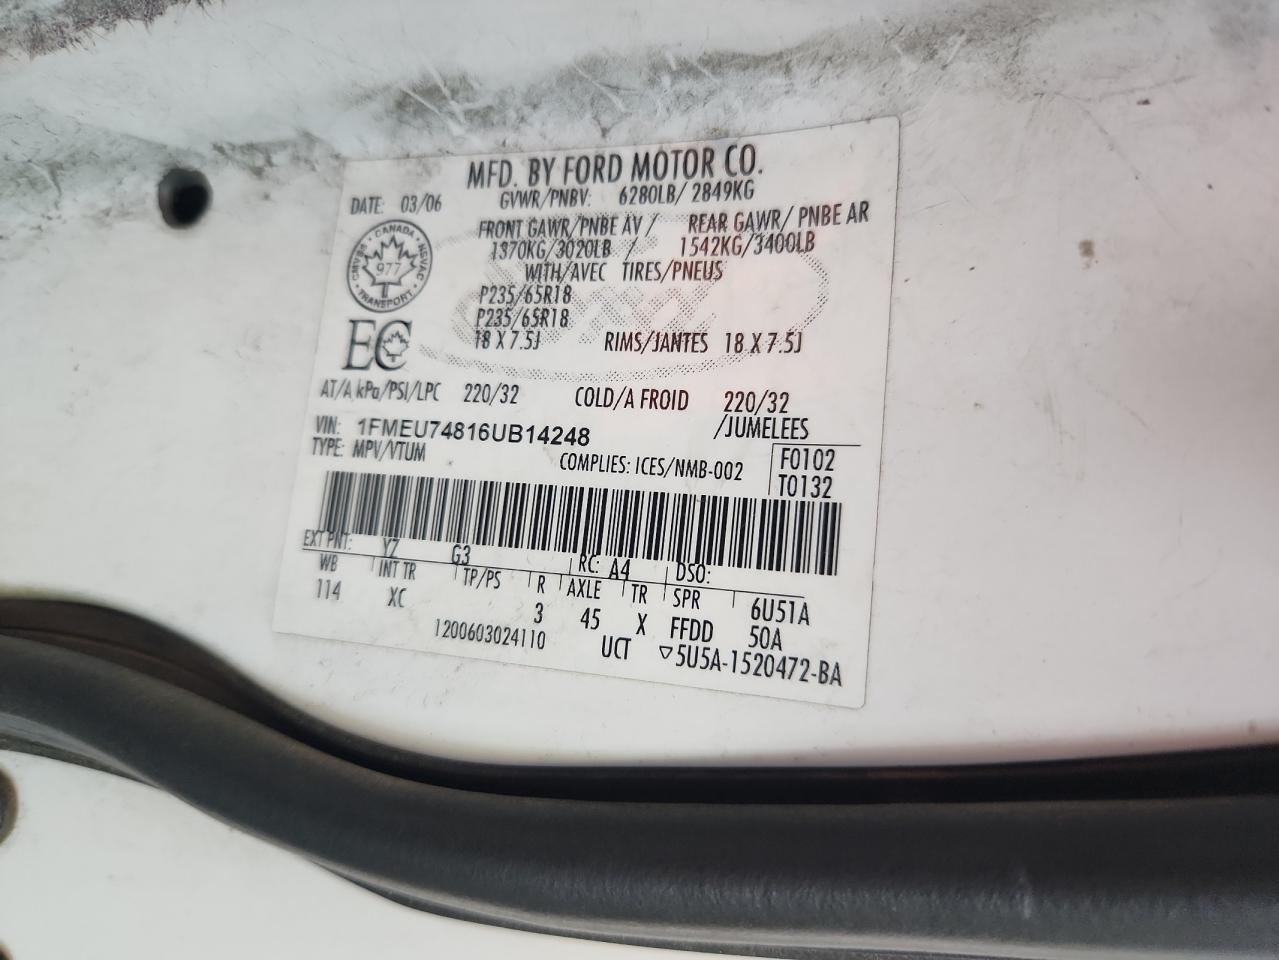 MFD. BY FORD MOTOR CO.
DATE: 03/06
GVWR/PNBV: 6280LB/ 2849KG
FRONT GAWR/PNBE AV / REAR GAWR/ PNBE AR
1370KG/3020LB / 1542KG/3400LB
WITH/AVEC TIRES/PNEUS
P235/65R18
P235/65R18
18 X 7.5J RIMS/JANTES 18 X 7.5J
CANADA
977
TRANSPORT
EC
AT/A kPa/PSI/LPC 220/32 COLD/A FROID 220/32
VIN: 1FMEU74816UB14248 /JUMELEES
TYPE: MPV/VTUM COMPLIES: ICES/NMB-002 F0102
T0132
EXT PNT: YZ G3 RC: A4 DSO:
WB INT TR TP/PS R AXLE TR SPR 6U51A
114 XC 3 45 X FFDD 50A
1200603024110 UCT ▽5U5A-1520472-BA